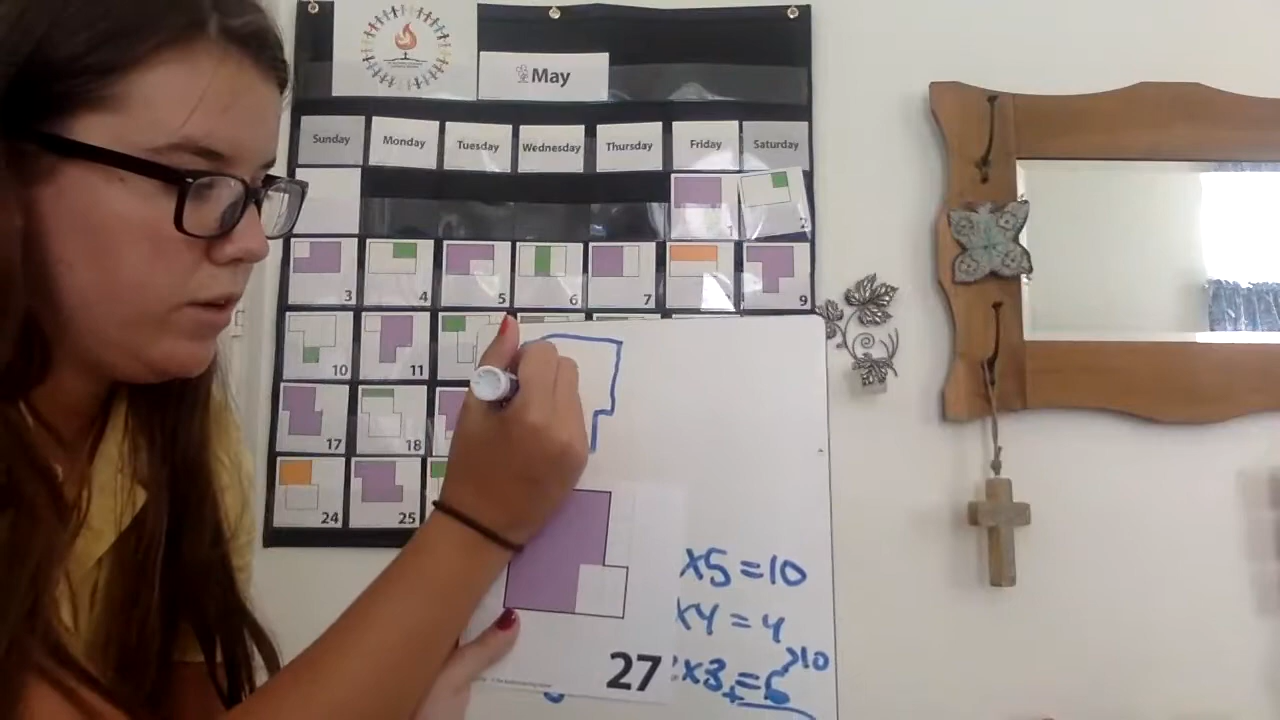 May
Sunday Monday Tuesday Wednesday Thursday Friday Saturday
1 2
3 4 5 6 7 9
10 11
17 18
24 25
27
x5=10
x4=4
>10
x3=6
+